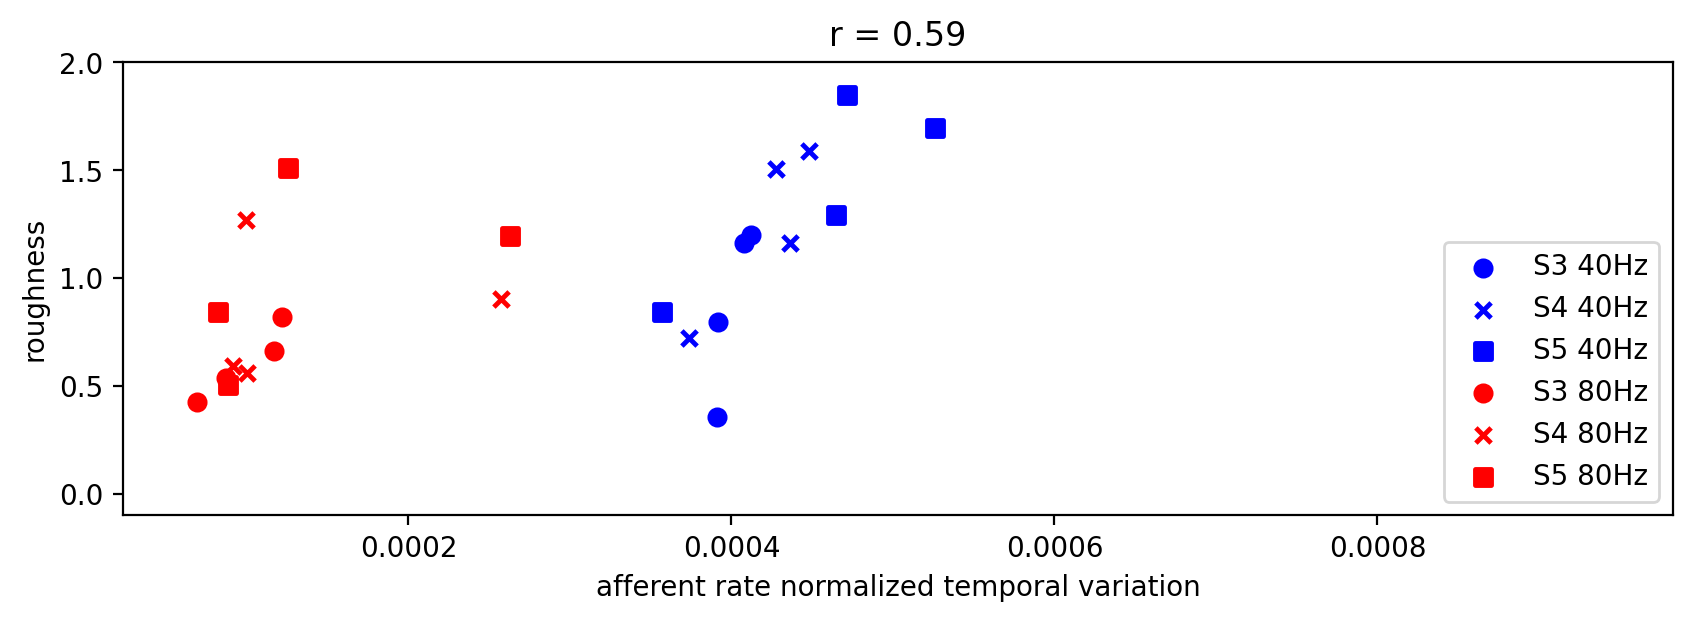 r = 0.59
2.0
1.5
1.0
0.5
0.0
roughness
S3 40Hz
S4 40Hz
S5 40Hz
S3 80Hz
S4 80Hz
S5 80Hz
0.0002 0.0004 0.0006 0.0008
afferent rate normalized temporal variation